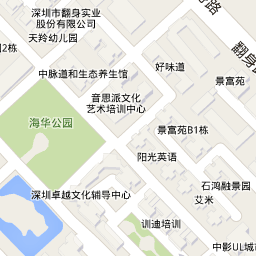 深圳市翻身实业
股份有限公司
天羚幼儿园
2栋
路
翻身
好味道
中脉道和生态养生馆
景富苑
音思派文化
艺术培训中心
海华公园
景富苑B1栋
阳光英语
石鸿融景园
艾米
深圳卓越文化辅导中心
训迪培训
中影UL城市